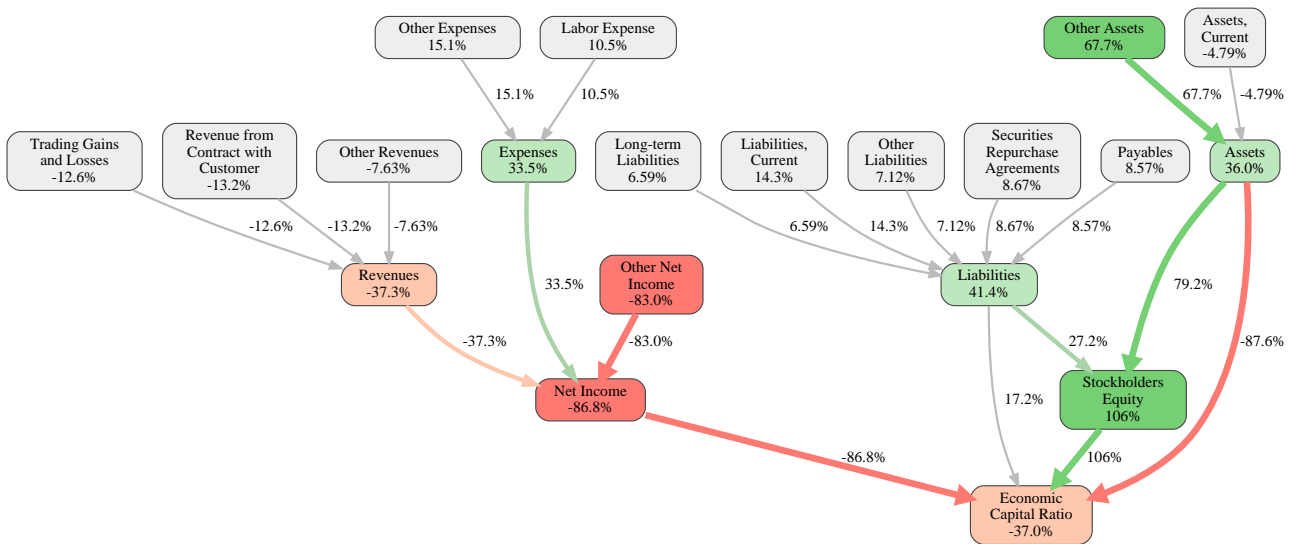 Other Expenses
15.1%
Labor Expense
10.5%
Other Assets
67.7%
Assets,
Current
-4.79%
15.1%
10.5%
67.7%
-4.79%
Trading Gains
and Losses
-12.6%
Revenue from
Contract with
Customer
-13.2%
Other Revenues
-7.63%
Expenses
33.5%
Long-term
Liabilities
6.59%
Liabilities,
Current
14.3%
Other
Liabilities
7.12%
Securities
Repurchase
Agreements
8.67%
Payables
8.57%
Assets
36.0%
-12.6%
-13.2%
-7.63%
6.59%
14.3%
7.12%
8.67%
8.57%
Revenues
-37.3%
33.5%
Other Net
Income
-83.0%
Liabilities
41.4%
79.2%
-37.3%
-83.0%
27.2%
-87.6%
Net Income
-86.8%
17.2%
Stockholders
Equity
106%
-86.8%
106%
Economic
Capital Ratio
-37.0%